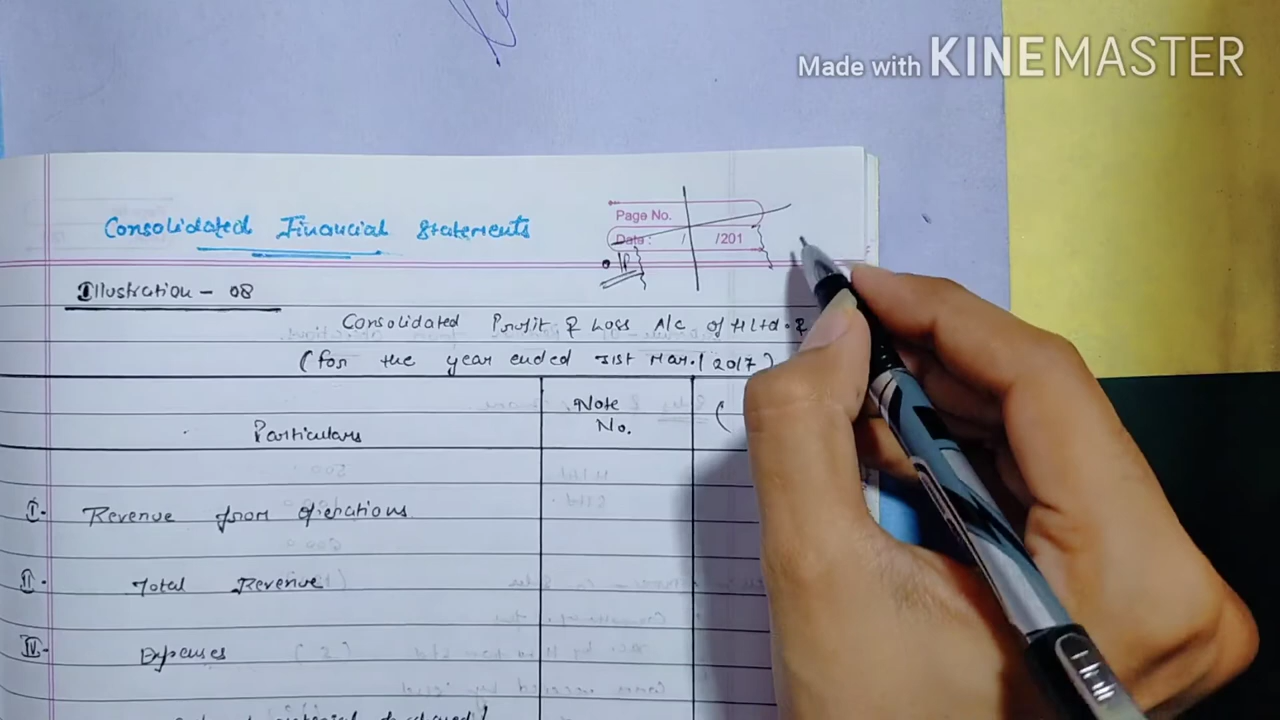 Made with KINEMASTER
Consolidated Financial Statements
Page No.
Date : / /201
Illustration - 08
Consolidated Profit & Loss A/c of H Ltd. &
(for the year ended 31st Mar./ 2017)
Particulars
Note
No.
(
I. Revenue from operations
II. Total Revenue
IV. Expenses